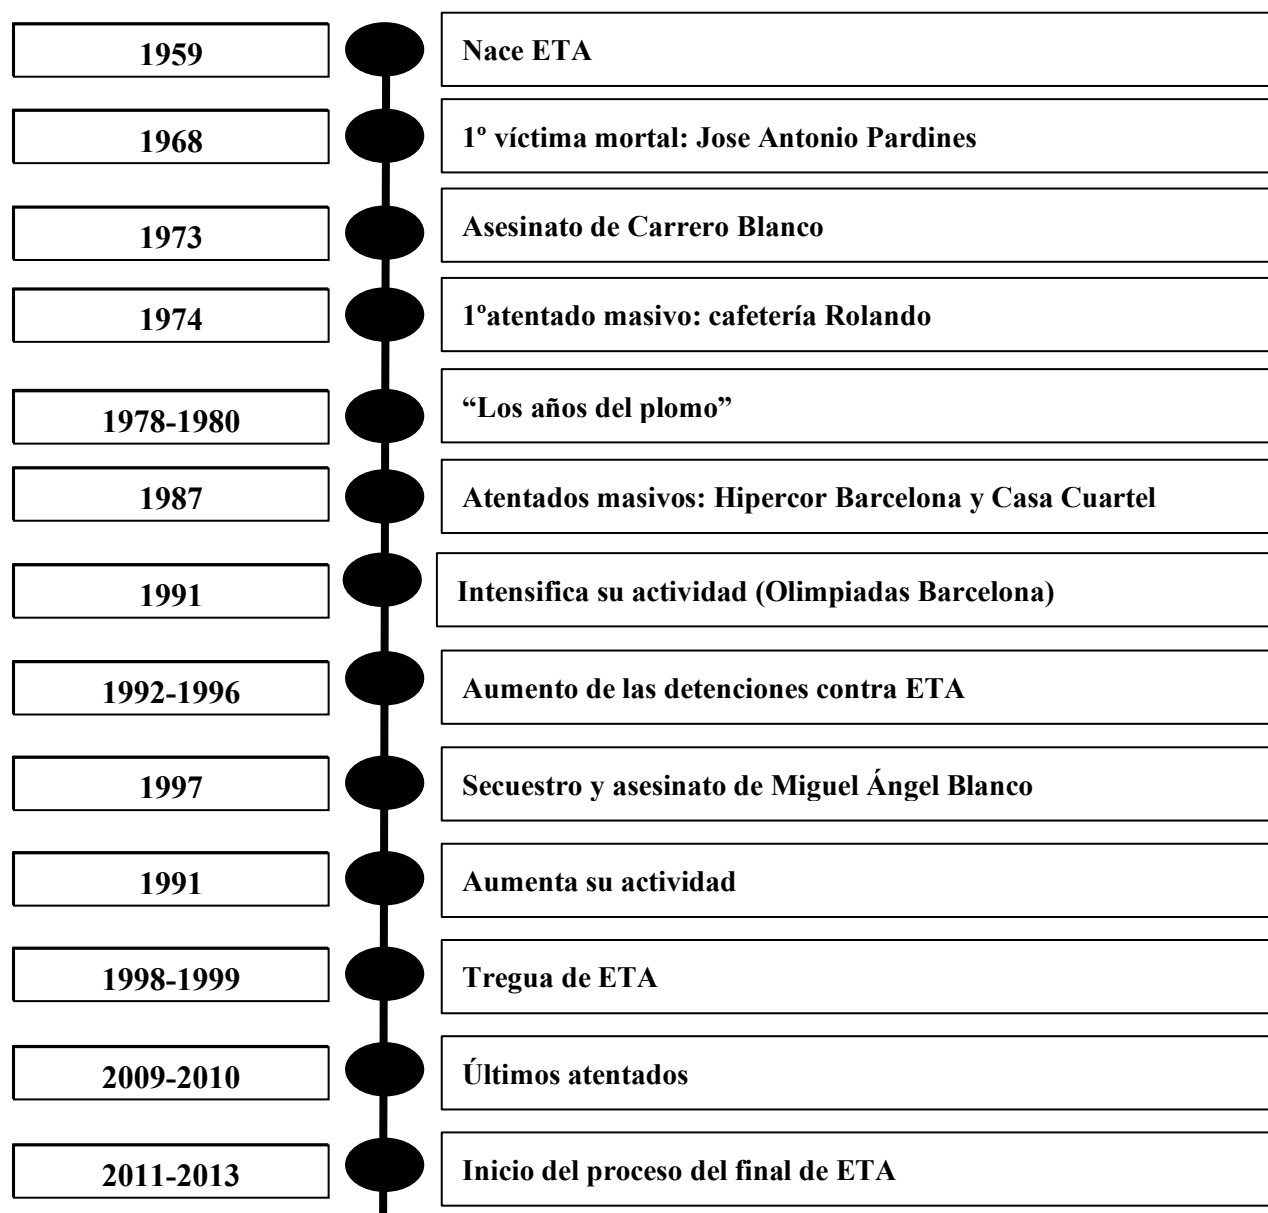 1959
Nace ETA
1968
1º víctima mortal: Jose Antonio Pardines
1973
Asesinato de Carrero Blanco
1974
1ºatentado masivo: cafetería Rolando
1978-1980
“Los años del plomo”
1987
Atentados masivos: Hipercor Barcelona y Casa Cuartel
1991
Intensifica su actividad (Olimpiadas Barcelona)
1992-1996
Aumento de las detenciones contra ETA
1997
Secuestro y asesinato de Miguel Ángel Blanco
1991
Aumenta su actividad
1998-1999
Tregua de ETA
2009-2010
Últimos atentados
2011-2013
Inicio del proceso del final de ETA